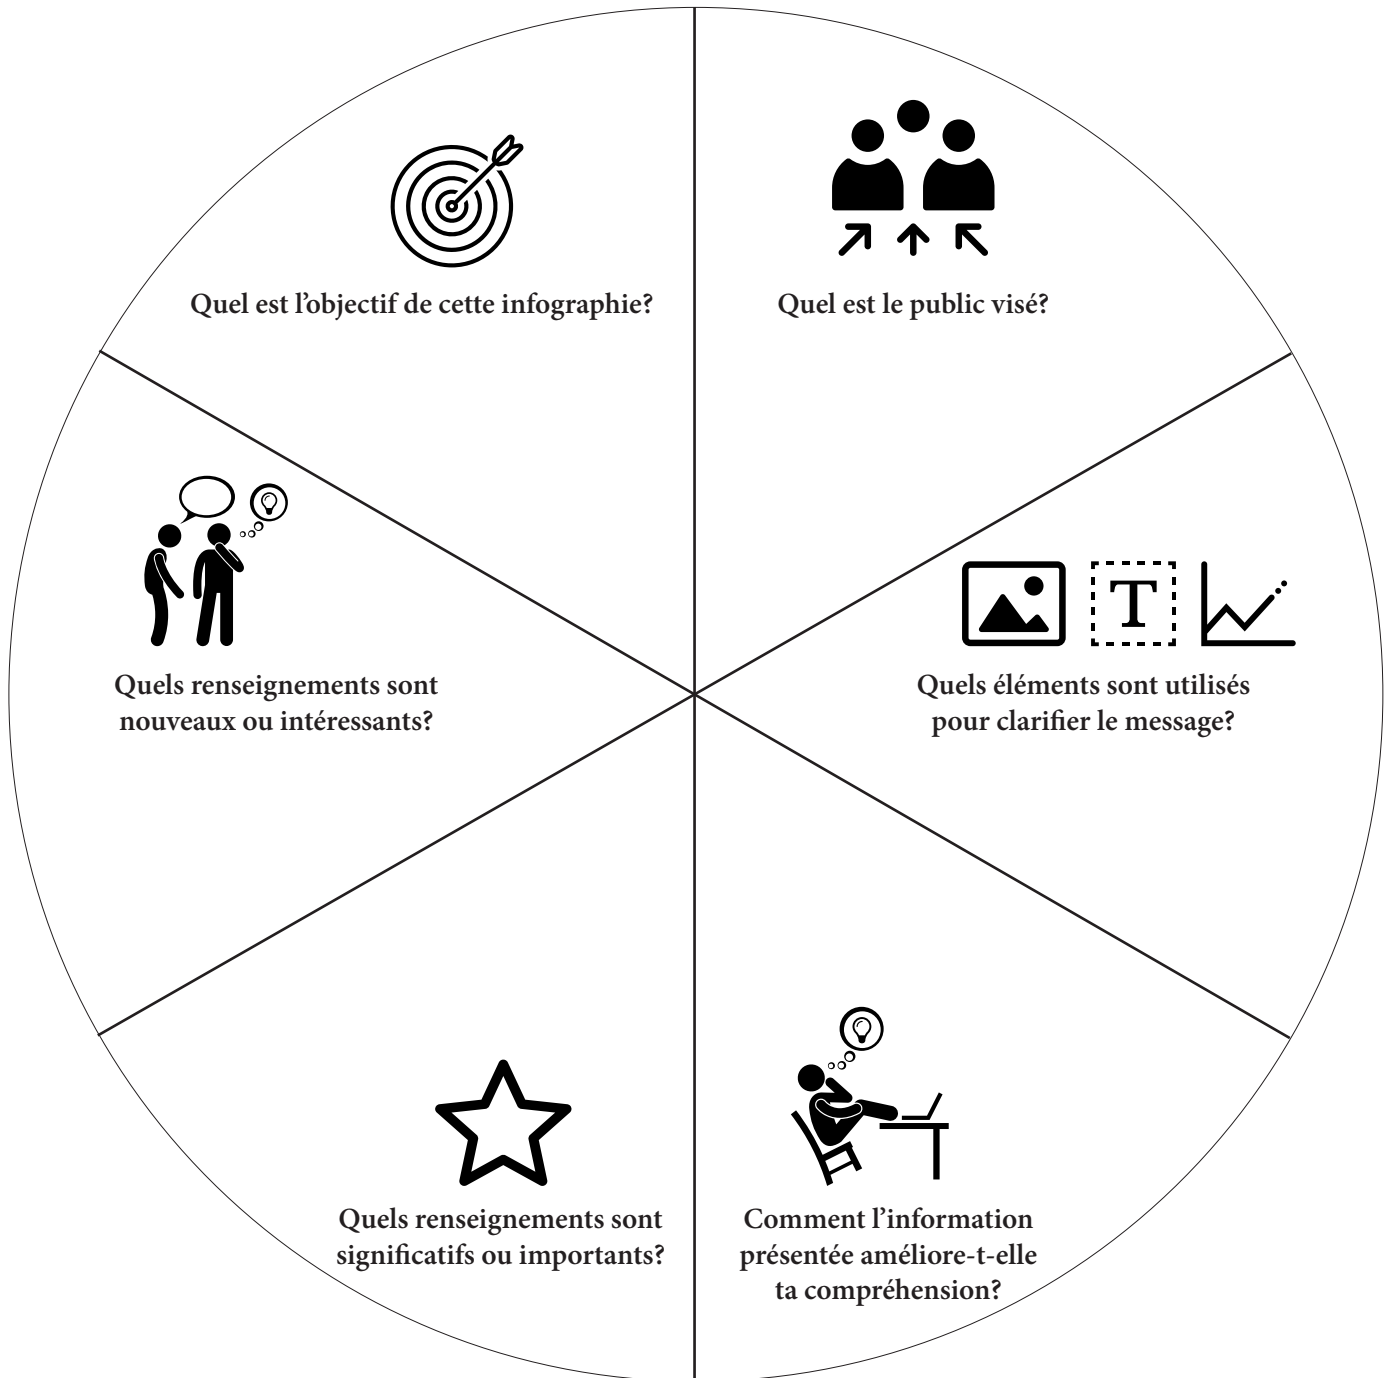 Quel est l’objectif de cette infographie?
Quel est le public visé?
Quels renseignements sont
nouveaux ou intéressants?
T
Quels éléments sont utilisés
pour clarifier le message?
Quels renseignements sont
significatifs ou importants?
Comment l’information
présentée améliore-t-elle
ta compréhension?